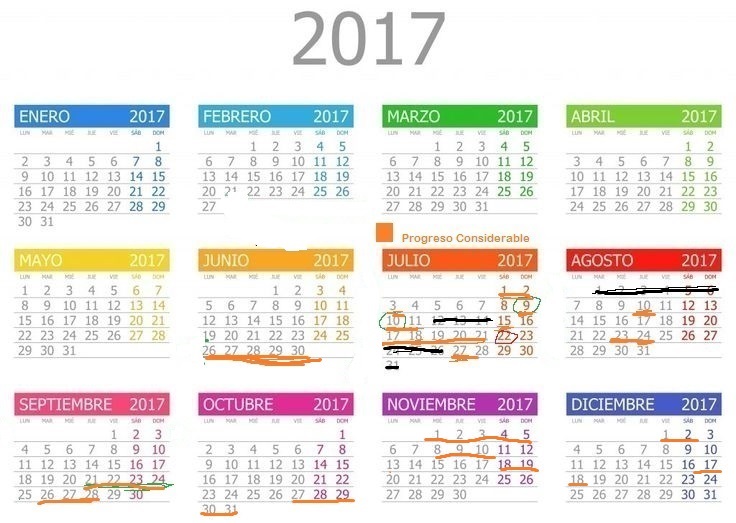 2017
ENERO 2017
LUN MAR MIÉ JUE VIE SÁB DOM
1
2 3 4 5 6 7 8
9 10 11 12 13 14 15
16 17 18 19 20 21 22
23 24 25 26 27 28 29
30 31
FEBRERO 2017
LUN MAR MIÉ JUE VIE SÁB DOM
1 2 3 4 5
6 7 8 9 10 11 12
13 14 15 16 17 18 19
20 21 22 23 24 25 26
27
MARZO 2017
LUN MAR MIÉ JUE VIE SÁB DOM
1 2 3 4 5
6 7 8 9 10 11 12
13 14 15 16 17 18 19
20 21 22 23 24 25 26
27 28 29 30 31
ABRIL 2017
LUN MAR MIÉ JUE VIE SÁB DOM
1 2
3 4 5 6 7 8 9
10 11 12 13 14 15 16
17 18 19 20 21 22 23
24 25 26 27 28 29 30
Progreso Considerable
MAYO 2017
LUN MAR MIÉ JUE VIE SÁB DOM
1 2 3 4 5 6 7
8 9 10 11 12 13 14
15 16 17 18 19 20 21
22 23 24 25 26 27 28
29 30 31
JUNIO 2017
LUN MAR MIÉ JUE VIE SÁB DOM
1 2 3 4
5 6 7 8 9 10 11
12 13 14 15 16 17 18
19 20 21 22 23 24 25
26 27 28 29 30
JULIO 2017
LUN MAR MIÉ JUE VIE SÁB DOM
1 2
3 4 5 6 7 8 9
10 11 12 13 14 15 16
17 18 19 20 21 22 23
24 25 26 27 28 29 30
31
AGOSTO 2017
LUN MAR MIÉ JUE VIE SÁB DOM
1 2 3 4 5 6
7 8 9 10 11 12 13
14 15 16 17 18 19 20
21 22 23 24 25 26 27
28 29 30 31
SEPTIEMBRE 2017
LUN MAR MIÉ JUE VIE SÁB DOM
1 2 3
4 5 6 7 8 9 10
11 12 13 14 15 16 17
18 19 20 21 22 23 24
25 26 27 28 29 30
OCTUBRE 2017
LUN MAR MIÉ JUE VIE SÁB DOM
1
2 3 4 5 6 7 8
9 10 11 12 13 14 15
16 17 18 19 20 21 22
23 24 25 26 27 28 29
30 31
NOVIEMBRE 2017
LUN MAR MIÉ JUE VIE SÁB DOM
1 2 3 4 5
6 7 8 9 10 11 12
13 14 15 16 17 18 19
20 21 22 23 24 25 26
27 28 29 30
DICIEMBRE 2017
LUN MAR MIÉ JUE VIE SÁB DOM
1 2 3
4 5 6 7 8 9 10
11 12 13 14 15 16 17
18 19 20 21 22 23 24
25 26 27 28 29 30 31